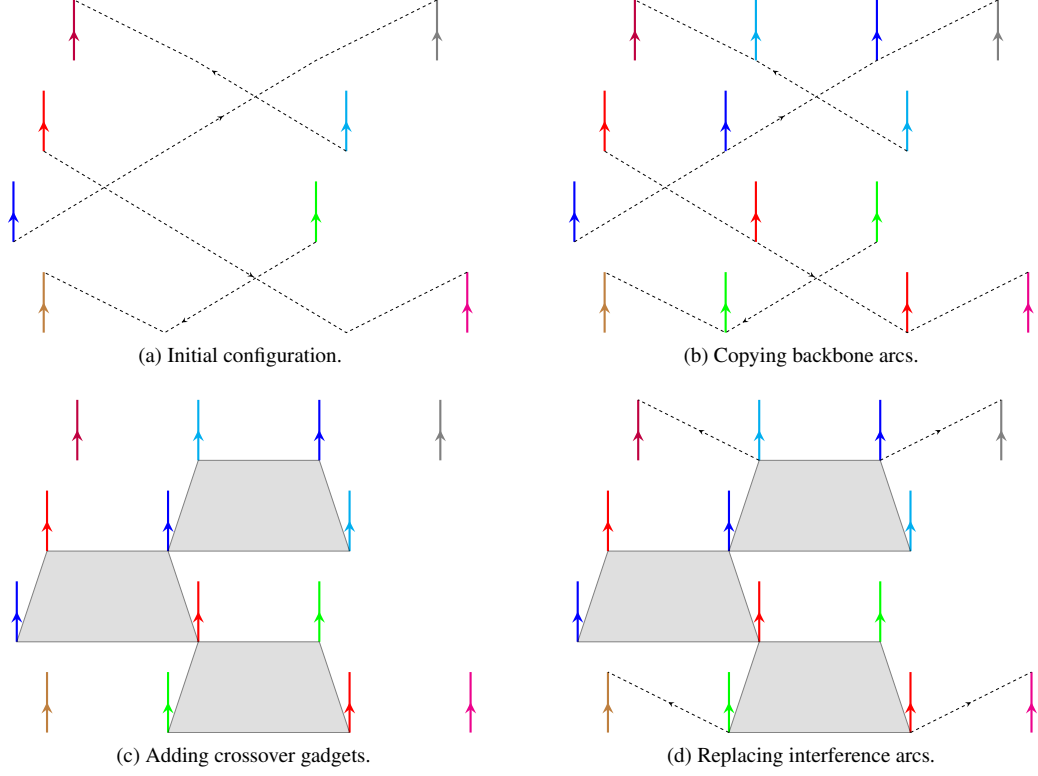 (a) Initial configuration.
(b) Copying backbone arcs.
(c) Adding crossover gadgets.
(d) Replacing interference arcs.